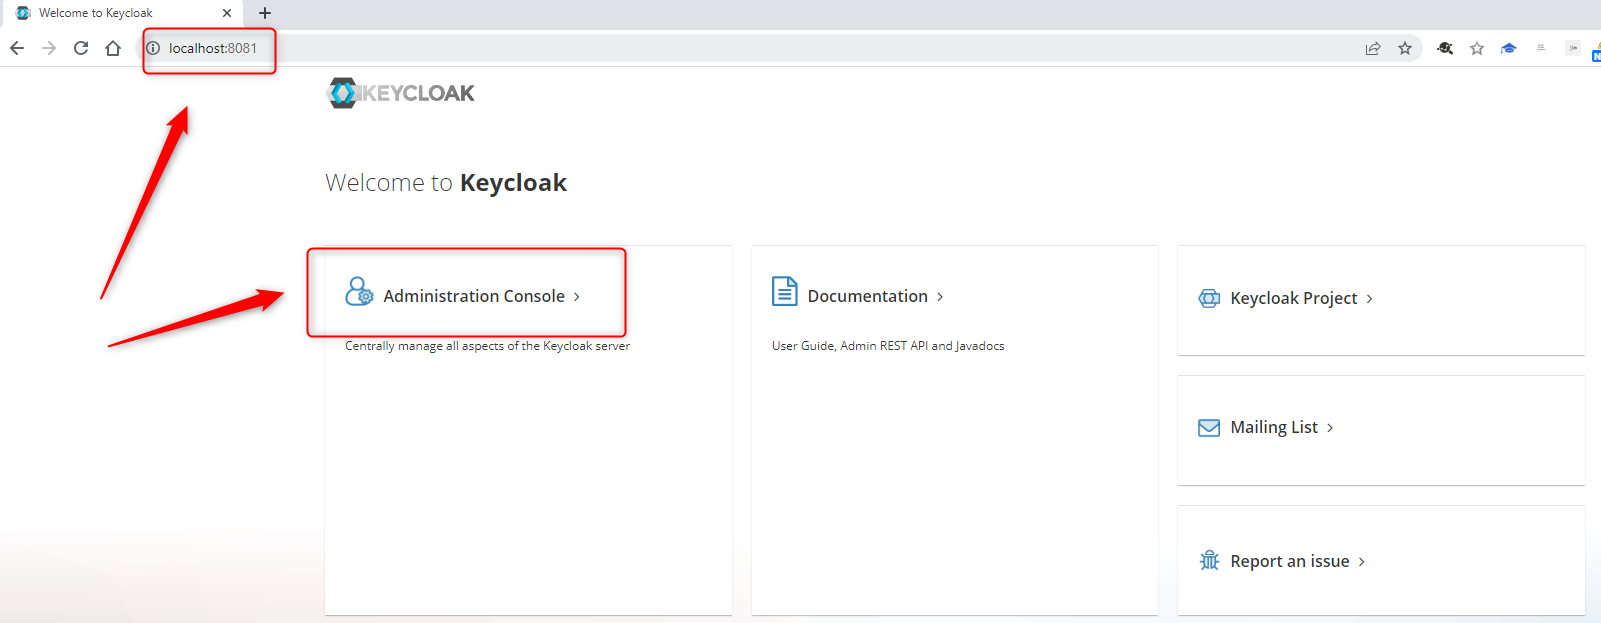 Welcome to Keycloak
localhost:8081
KEYCLOAK
Welcome to Keycloak
Administration Console
Centrally manage all aspects of the Keycloak server
Documentation
User Guide, Admin REST API and Javadocs
Keycloak Project
Mailing List
Report an issue